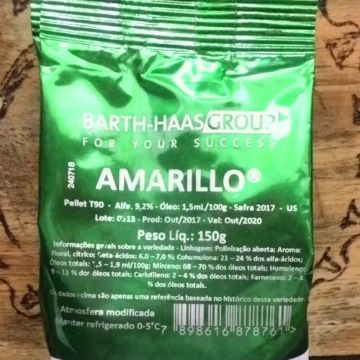 BARTH-HAASGROUP
FOR YOUR SUCCESS
240718
AMARILLO®
Pellet T90 - Alfa. 9,2% - Óleo: 1,5mL/100g - Safra 2017 - US
Lote: 0513 - Prod: Out/2017 - Val: Out/2020
Peso Líq.: 150g
Informações gerais sobre a variedade - Linhagem: Polinização aberta; Aroma:
Floral, cítrico; Beta-ácidos: 6,0 – 7,0 %; Cohumulona: 21 – 24 % dos alfa-ácidos;
Óleos totais: 1,5 – 1,9 ml/100g; Mirceno: 68 – 70 % dos óleos totais; Humuleno:
9 – 11 % dos óleos totais; Cariofileno: 2 – 4 % dos óleos totais; Farneseno: 2 – 4
% dos óleos totais.
Os dados acima são apenas uma referência baseada no histórico dessa variedade.
Atmosfera modificada
Manter refrigerado 0-5°C
7 898616 878761